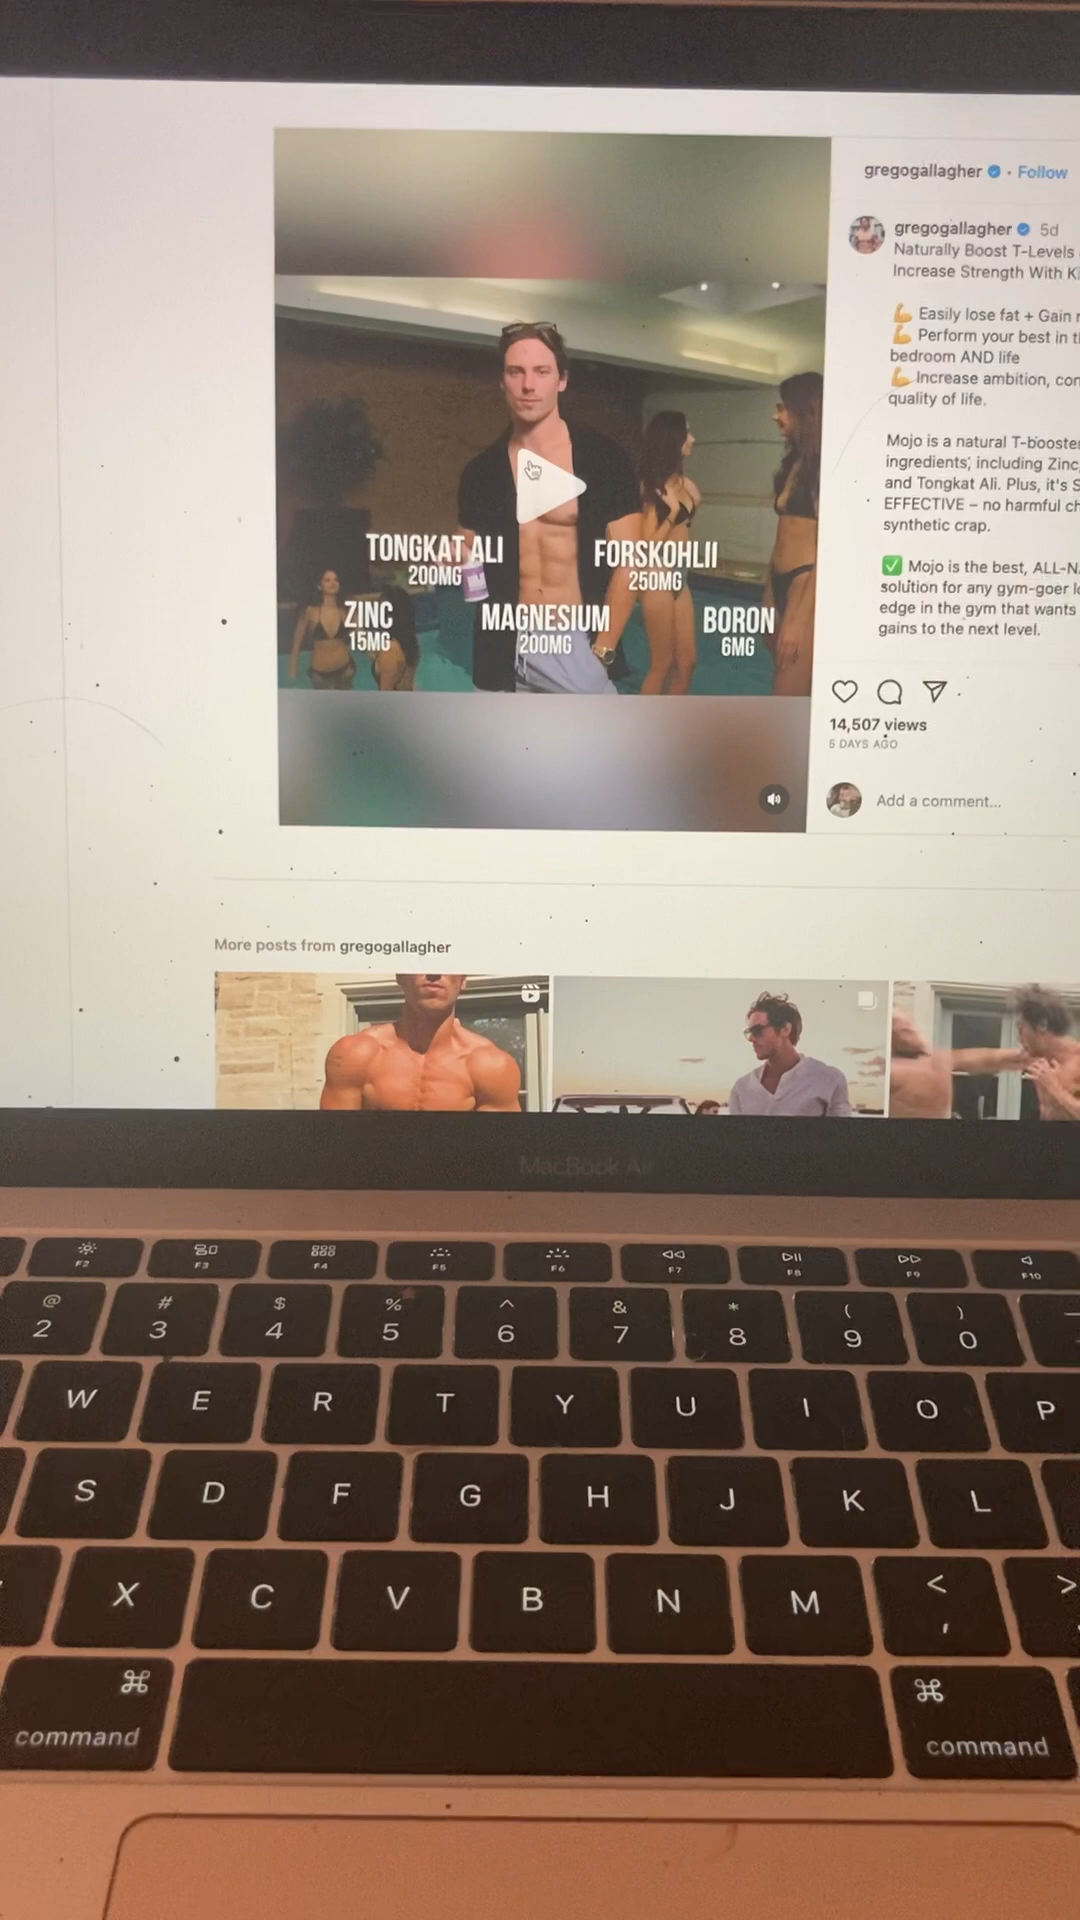 gregogallagher • Follow
gregogallagher 5d
Naturally Boost T-Levels
Increase Strength With
💪 Easily lose fat + Gain
💪 Perform your best in
bedroom AND life
💪 Increase ambition,
quality of life.
Mojo is a natural
ingredients, including Zinc,
and Tongkat Ali. Plus, it's
EFFECTIVE – no harmful
synthetic crap.
✅ Mojo is the best,
solution for any gym-goer
edge in the gym that wants
gains to the next level.
TONGKAT ALI
200MG
FORSKOHLII
250MG
ZINC
15MG
MAGNESIUM
200MG
BORON
6MG
14,507 views
5 DAYS AGO
Add a comment...
More posts from gregogallagher
MacBook Air
F2 F3 F4 F5 F6 F7 F8 F9 F10
@ # $ % ^ & * ( )
2 3 4 5 6 7 8 9 0
W E R T Y U I O P
S D F G H J K L
X C V B N M < >
,
⌘ ⌘
command command